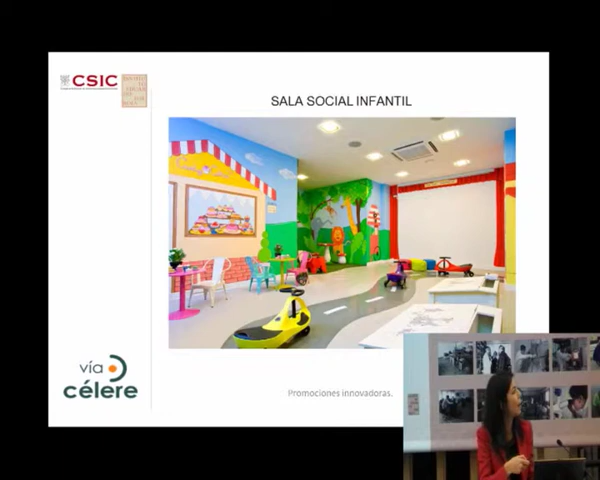 CSIC
SALA SOCIAL INFANTIL
vía
célere
Promociones innovadoras.